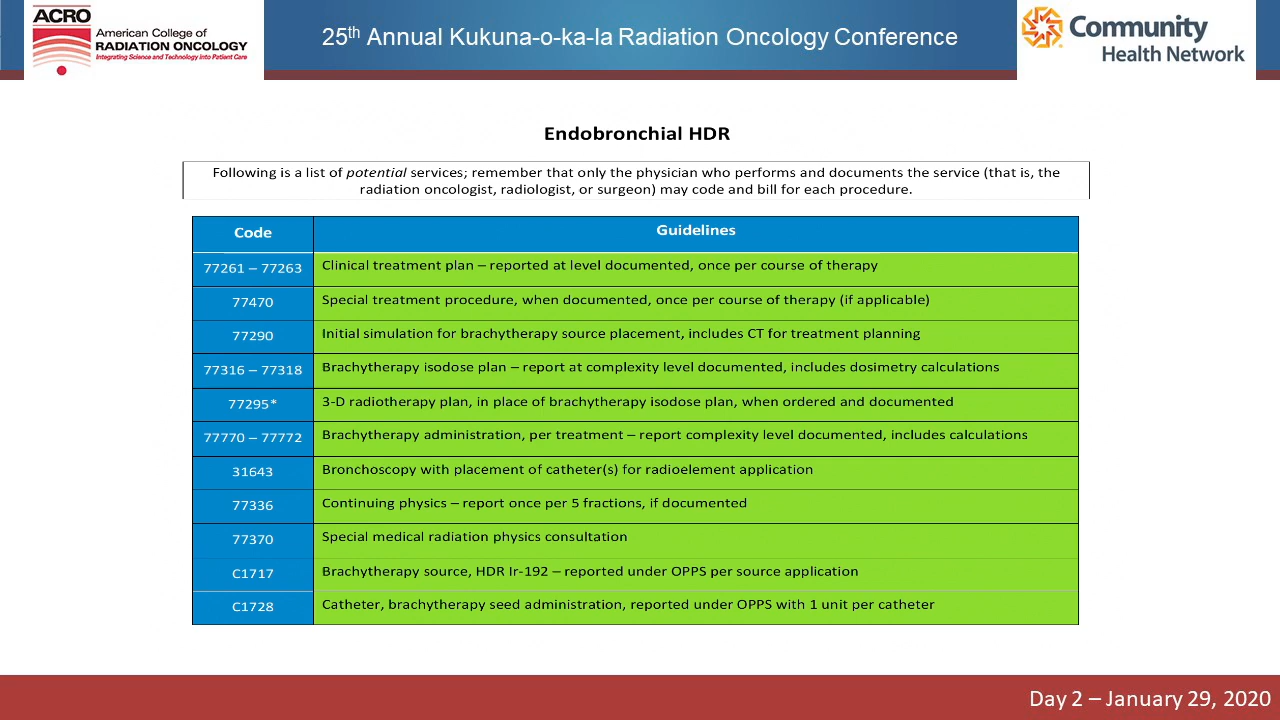 ACRO
American College of
RADIATION ONCOLOGY
Integrating Science and Technology Into Patient Care
25th Annual Kukuna-o-ka-la Radiation Oncology Conference
Community
Health Network
Endobronchial HDR
Following is a list of potential services; remember that only the physician who performs and documents the service (that is, the
radiation oncologist, radiologist, or surgeon) may code and bill for each procedure.
Code Guidelines
77261 – 77263 Clinical treatment plan – reported at level documented, once per course of therapy
77470 Special treatment procedure, when documented, once per course of therapy (if applicable)
77290 Initial simulation for brachytherapy source placement, includes CT for treatment planning
77316 – 77318 Brachytherapy isodose plan – report at complexity level documented, includes dosimetry calculations
77295* 3-D radiotherapy plan, in place of brachytherapy isodose plan, when ordered and documented
77770 – 77772 Brachytherapy administration, per treatment – report complexity level documented, includes calculations
31643 Bronchoscopy with placement of catheter(s) for radioelement application
77336 Continuing physics – report once per 5 fractions, if documented
77370 Special medical radiation physics consultation
C1717 Brachytherapy source, HDR Ir-192 – reported under OPPS per source application
C1728 Catheter, brachytherapy seed administration, reported under OPPS with 1 unit per catheter
Day 2 – January 29, 2020